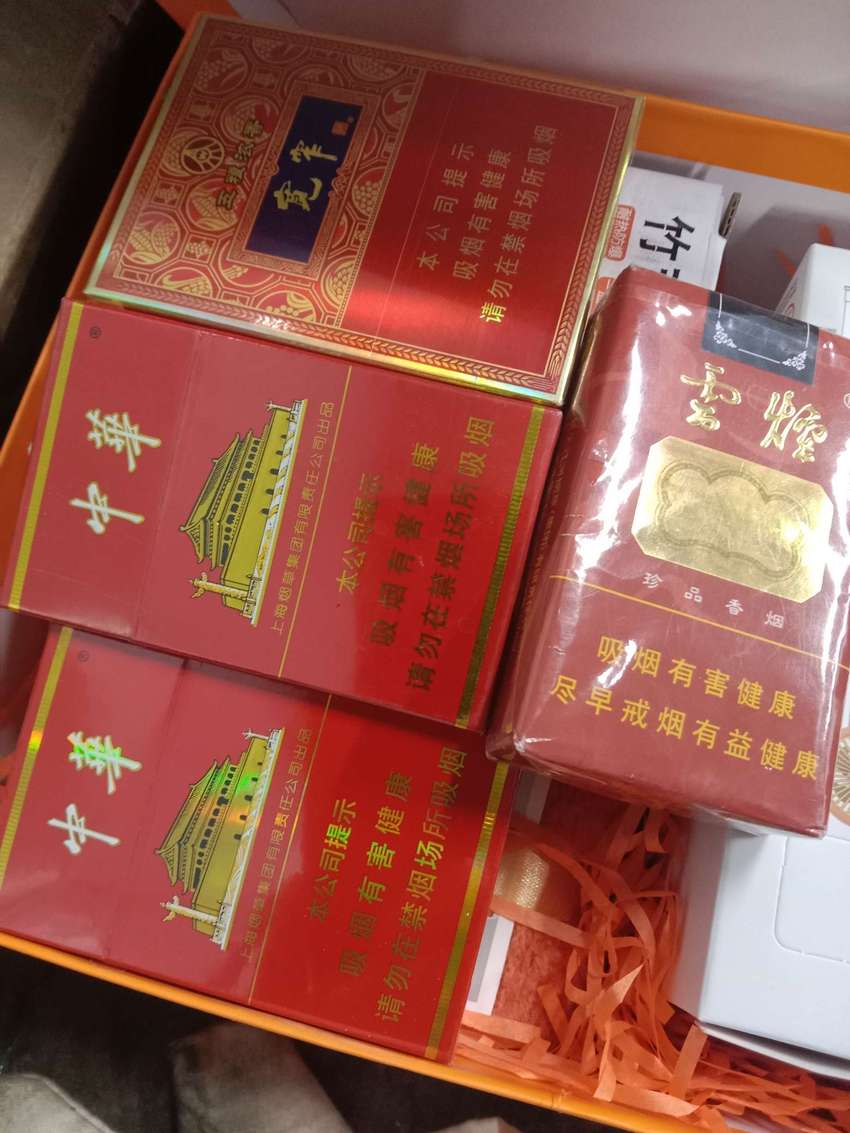 五粮浓香
宽窄
本公司提示
吸烟有害健康
请勿在禁烟场所吸烟
中華
®
上海烟草集团有限责任公司出品
本公司提示
吸烟有害健康
请勿在禁烟场所吸烟
中華
®
上海烟草集团有限责任公司出品
本公司提示
吸烟有害健康
请勿在禁烟场所吸烟
竹
珍品香烟
吸烟有害健康
尽早戒烟有益健康